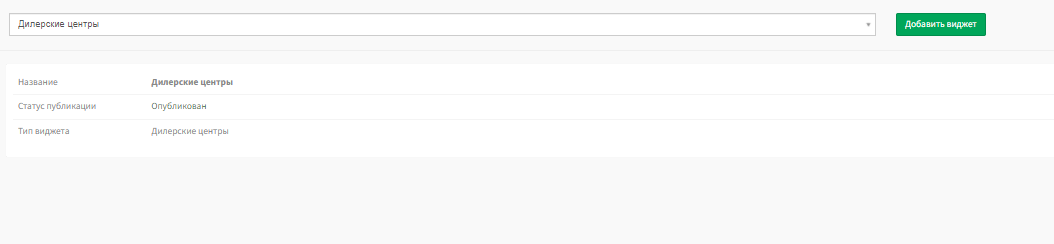 Дилерские центры
Добавить виджет
Название Дилерские центры
Статус публикации Опубликован
Тип виджета Дилерские центры